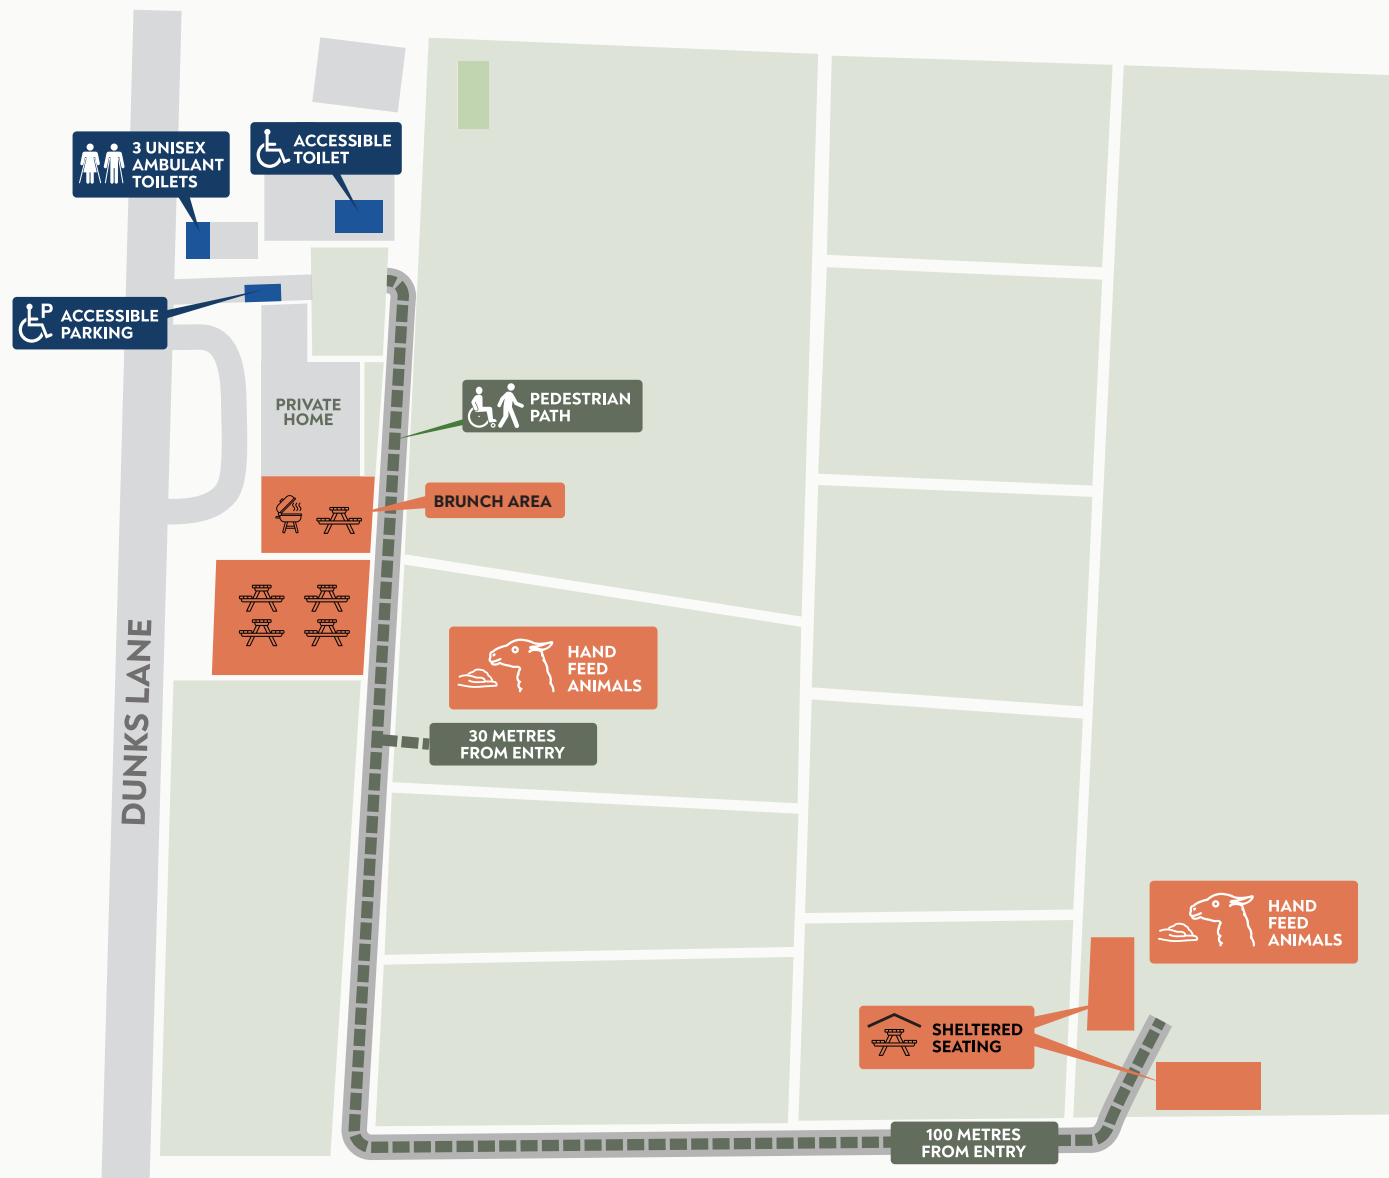 3 UNISEX
AMBULANT
TOILETS
ACCESSIBLE
TOILET
P
ACCESSIBLE
PARKING
PRIVATE
HOME
PEDESTRIAN
PATH
BRUNCH AREA
HAND
FEED
ANIMALS
DUNKS LANE
30 METRES
FROM ENTRY
HAND
FEED
ANIMALS
SHELTERED
SEATING
100 METRES
FROM ENTRY